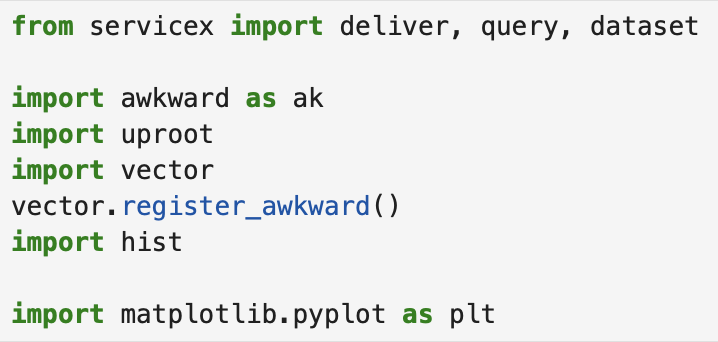 from servicex import deliver, query, dataset
import awkward as ak
import uproot
import vector
vector.register_awkward()
import hist
import matplotlib.pyplot as plt